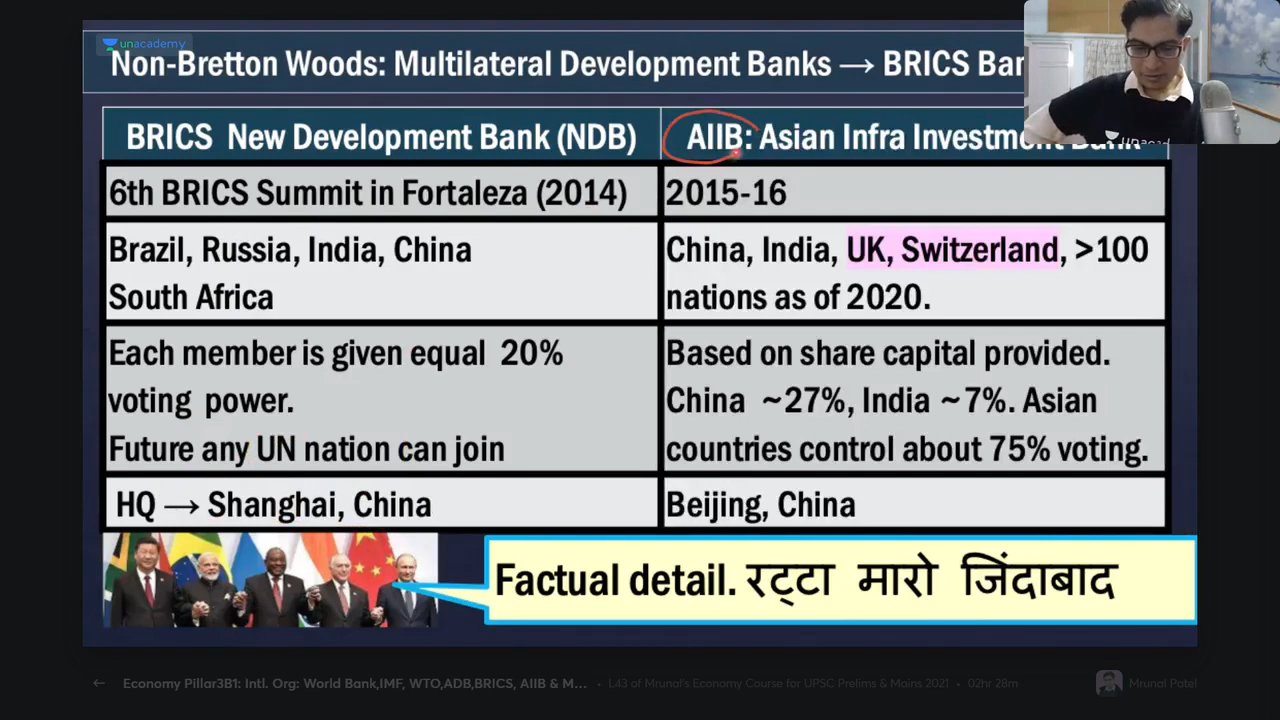 unacademy
Non-Bretton Woods: Multilateral Development Banks → BRICS Ban
BRICS New Development Bank (NDB)
AIIB: Asian Infra Investment Bank
6th BRICS Summit in Fortaleza (2014)
2015-16
Brazil, Russia, India, China
South Africa
China, India, UK, Switzerland, >100
nations as of 2020.
Each member is given equal 20%
voting power.
Future any UN nation can join
Based on share capital provided.
China ~27%, India ~7%. Asian
countries control about 75% voting.
HQ → Shanghai, China
Beijing, China
Factual detail. रट्टा मारो जिंदाबाद
← Economy Pillar3B1: Intl. Org: World Bank,IMF, WTO,ADB,BRICS, AIIB & M... • L43 of Mrunal's Economy Course for UPSC Prelims & Mains 2021 • 02hr 28m
Mrunal Patel